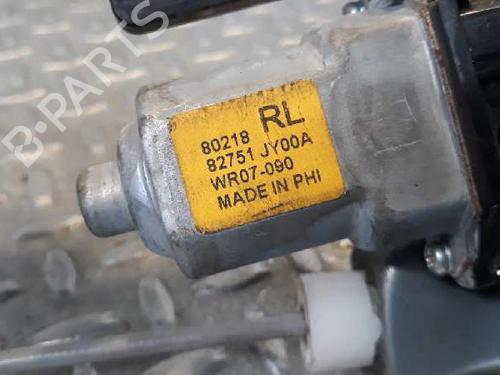 80218 RL
82751 JY00A
WR07-090
MADE IN PHI
B-PARTS